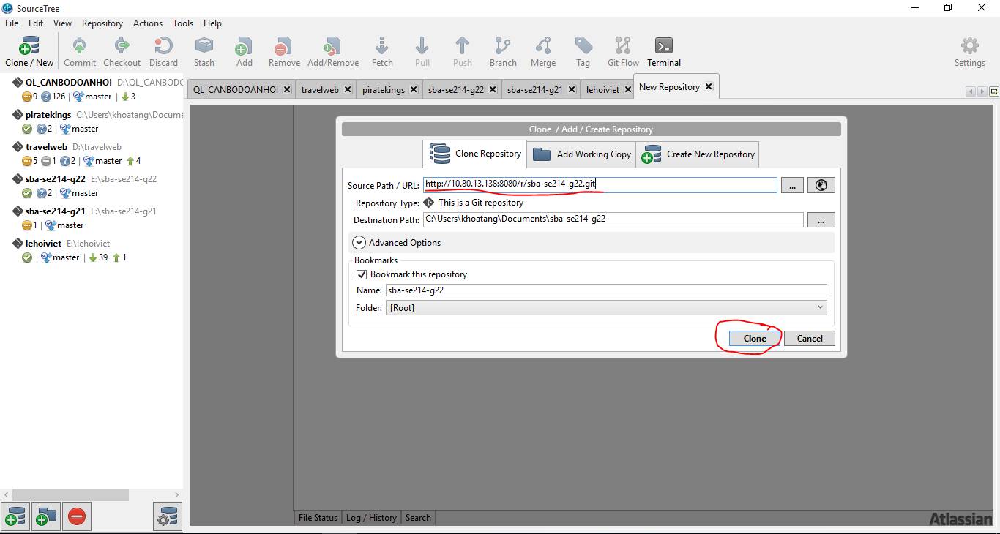 SourceTree
File Edit View Repository Actions Tools Help
Clone / New Commit Checkout Discard Stash Add Remove Add/Remove Fetch Pull Push Branch Merge Tag Git Flow Terminal Settings
QL_CANBODOANHOI D:\QL_CANBODO
9 126 | master | 3
piratekings C:\Users\khoatang\Docume
2 | master
travelweb D:\travelweb
5 1 2 | master 4
sba-se214-g22 E:\sba-se214-g22
2 | master
sba-se214-g21 E:\sba-se214-g21
1 | master
lehoiviet E:\lehoiviet
| master | 39 1
QL_CANBODOANHOI travelweb piratekings sba-se214-g22 sba-se214-g21 lehoiviet New Repository
Clone / Add / Create Repository
Clone Repository Add Working Copy Create New Repository
Source Path / URL: http://10.80.13.138:8080/r/sba-se214-g22.git ...
Repository Type: This is a Git repository
Destination Path: C:\Users\khoatang\Documents\sba-se214-g22 ...
Advanced Options
Bookmarks
Bookmark this repository
Name: sba-se214-g22
Folder: [Root]
Clone Cancel
File Status Log / History Search
Atlassian